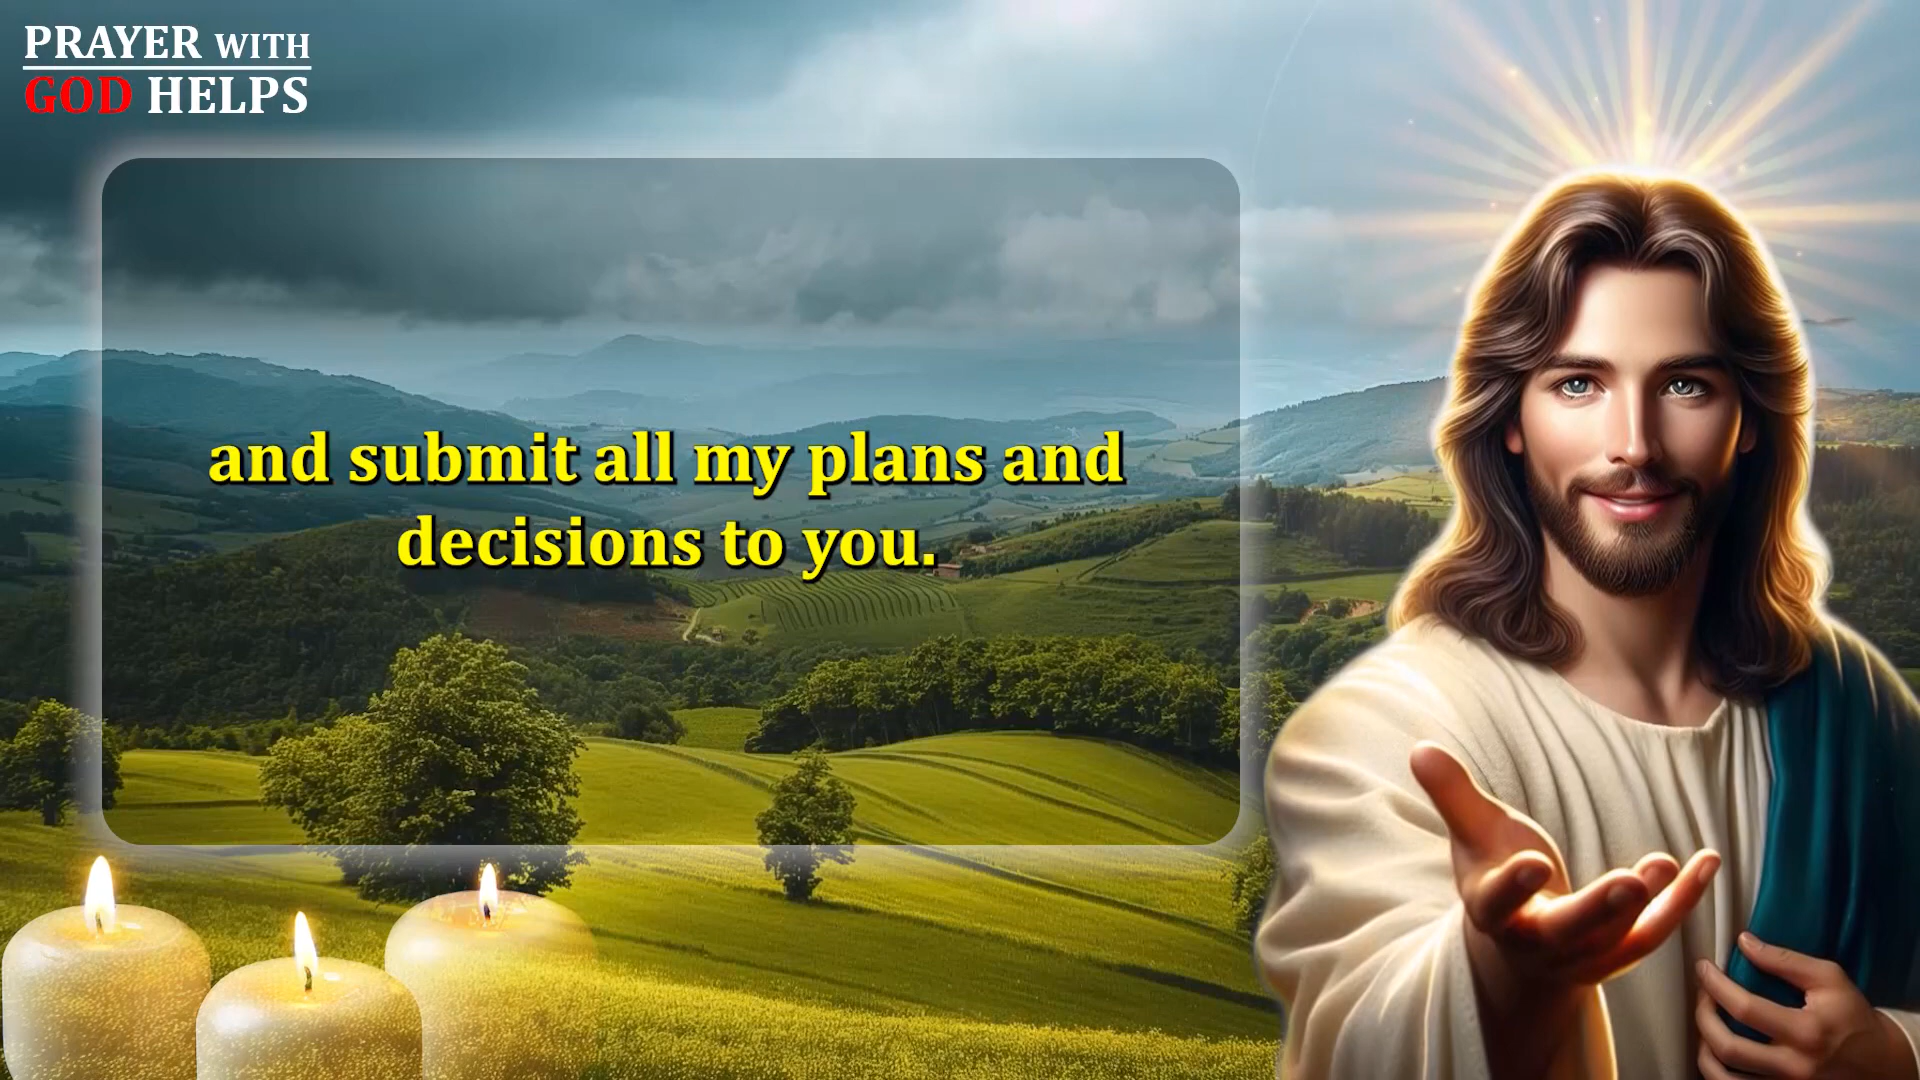 PRAYER WITH
GOD HELPS
and submit all my plans and
decisions to you.